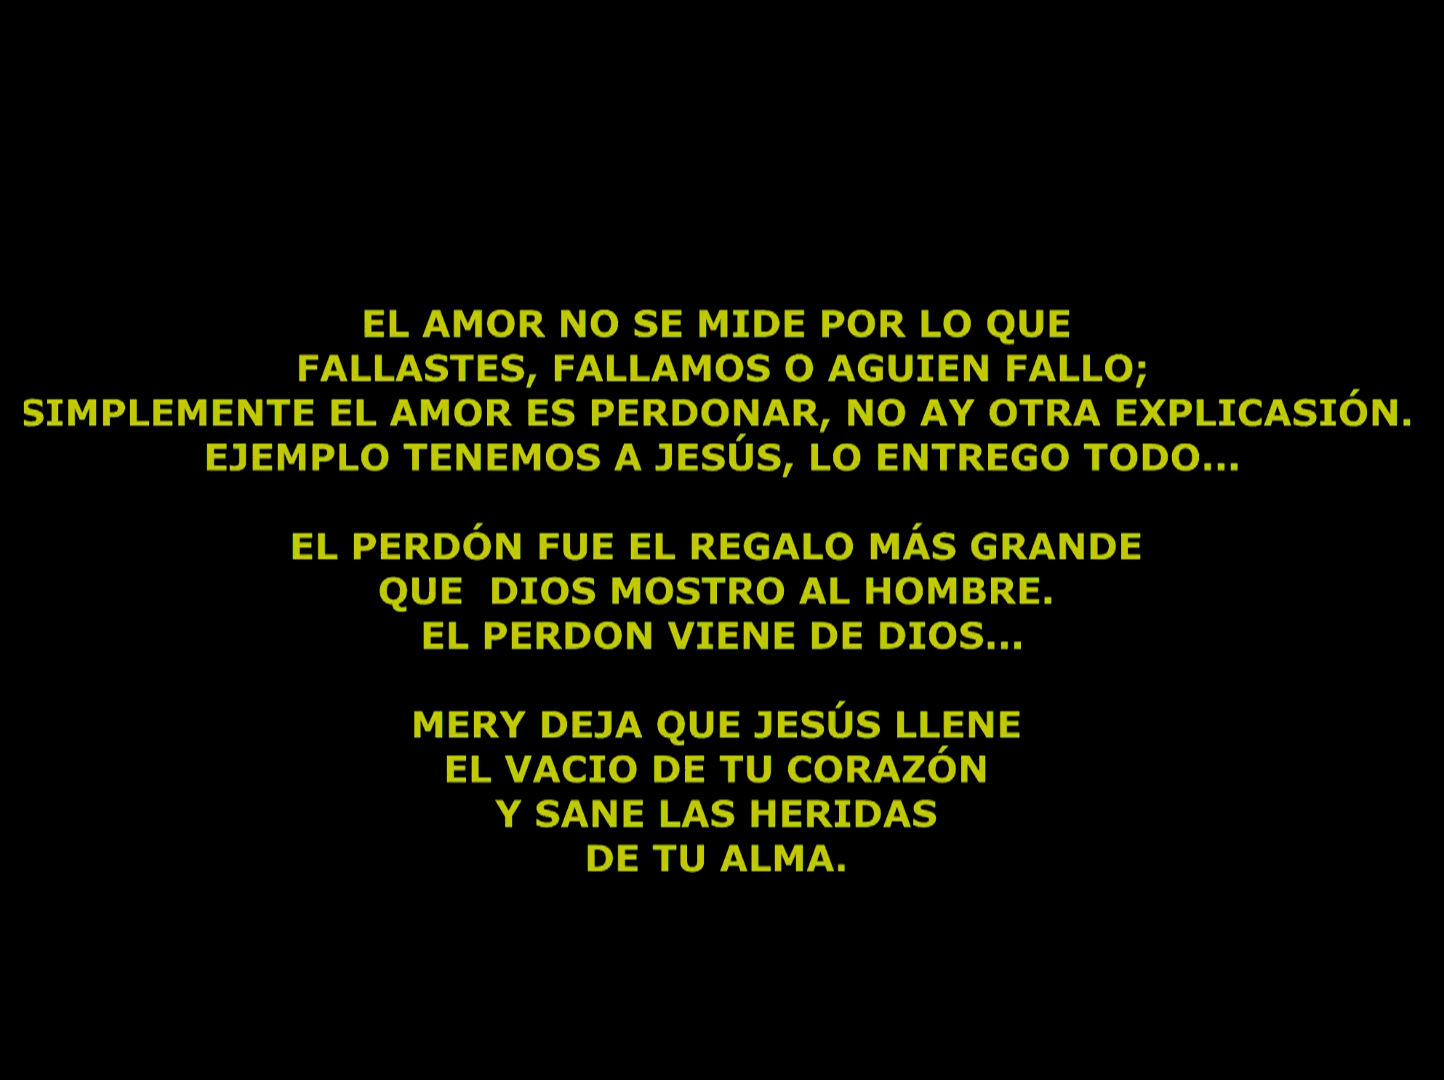 EL AMOR NO SE MIDE POR LO QUE
FALLASTES, FALLAMOS O AGUIEN FALLO;
SIMPLEMENTE EL AMOR ES PERDONAR, NO AY OTRA EXPLICASIÓN.
EJEMPLO TENEMOS A JESÚS, LO ENTREGO TODO...
EL PERDÓN FUE EL REGALO MÁS GRANDE
QUE  DIOS MOSTRO AL HOMBRE.
EL PERDON VIENE DE DIOS...
MERY DEJA QUE JESÚS LLENE
EL VACIO DE TU CORAZÓN
Y SANE LAS HERIDAS
DE TU ALMA.